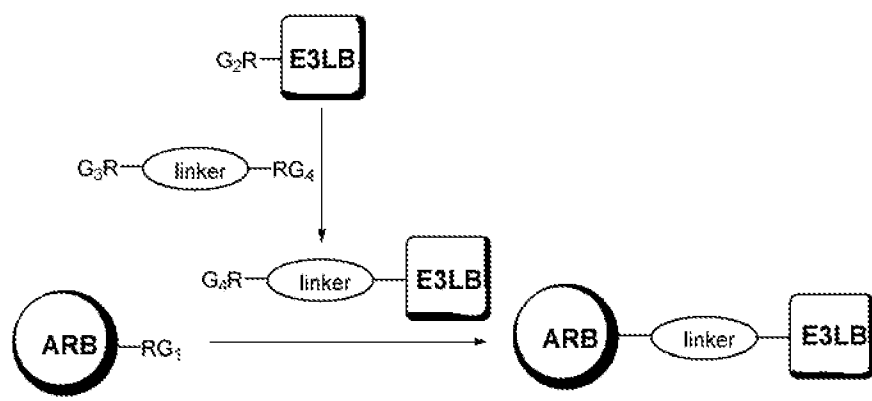 G₂R E3LB
G₃R linker RG₄
G₄R linker E3LB
ARB RG₁ ARB linker E3LB